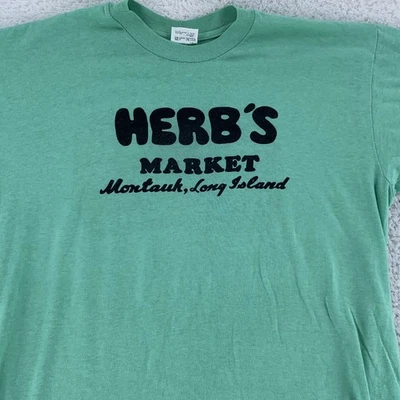 HERB'S
MARKET
Montauk, Long Island